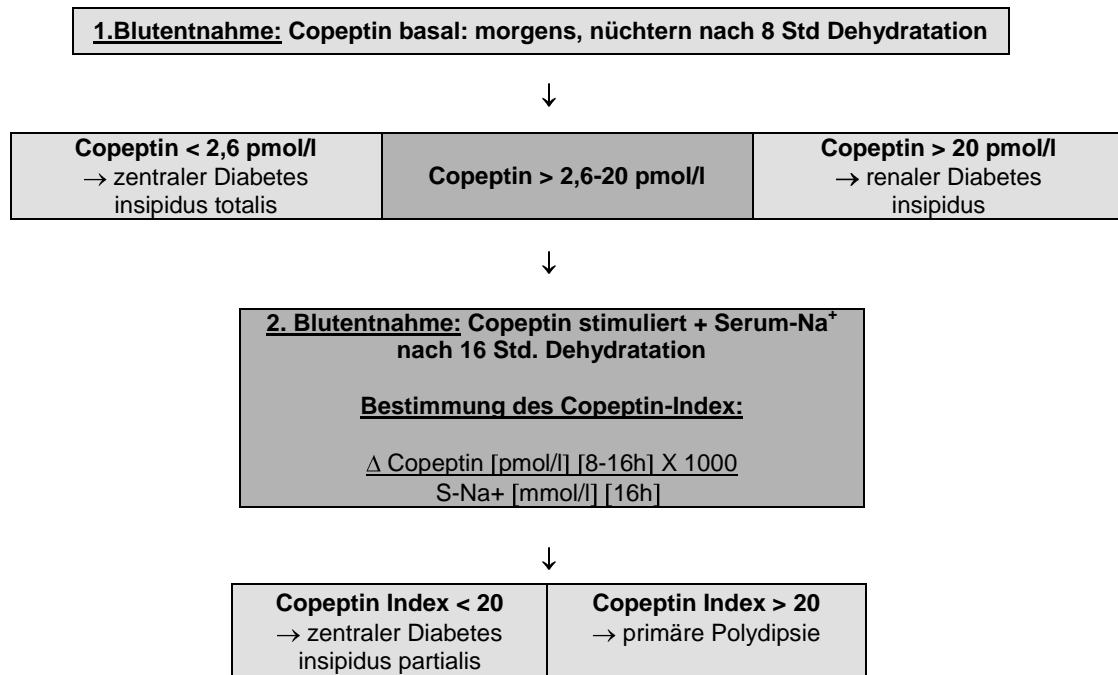 1.Blutentnahme: Copeptin basal: morgens, nüchtern nach 8 Std Dehydratation
↓
Copeptin < 2,6 pmol/l
→ zentraler Diabetes
insipidus totalis
Copeptin > 2,6-20 pmol/l
Copeptin > 20 pmol/l
→ renaler Diabetes
insipidus
↓
2. Blutentnahme: Copeptin stimuliert + Serum-Na⁺
nach 16 Std. Dehydratation
Bestimmung des Copeptin-Index:
Δ Copeptin [pmol/l] [8-16h] X 1000
S-Na+ [mmol/l] [16h]
↓
Copeptin Index < 20
→ zentraler Diabetes
insipidus partialis
Copeptin Index > 20
→ primäre Polydipsie